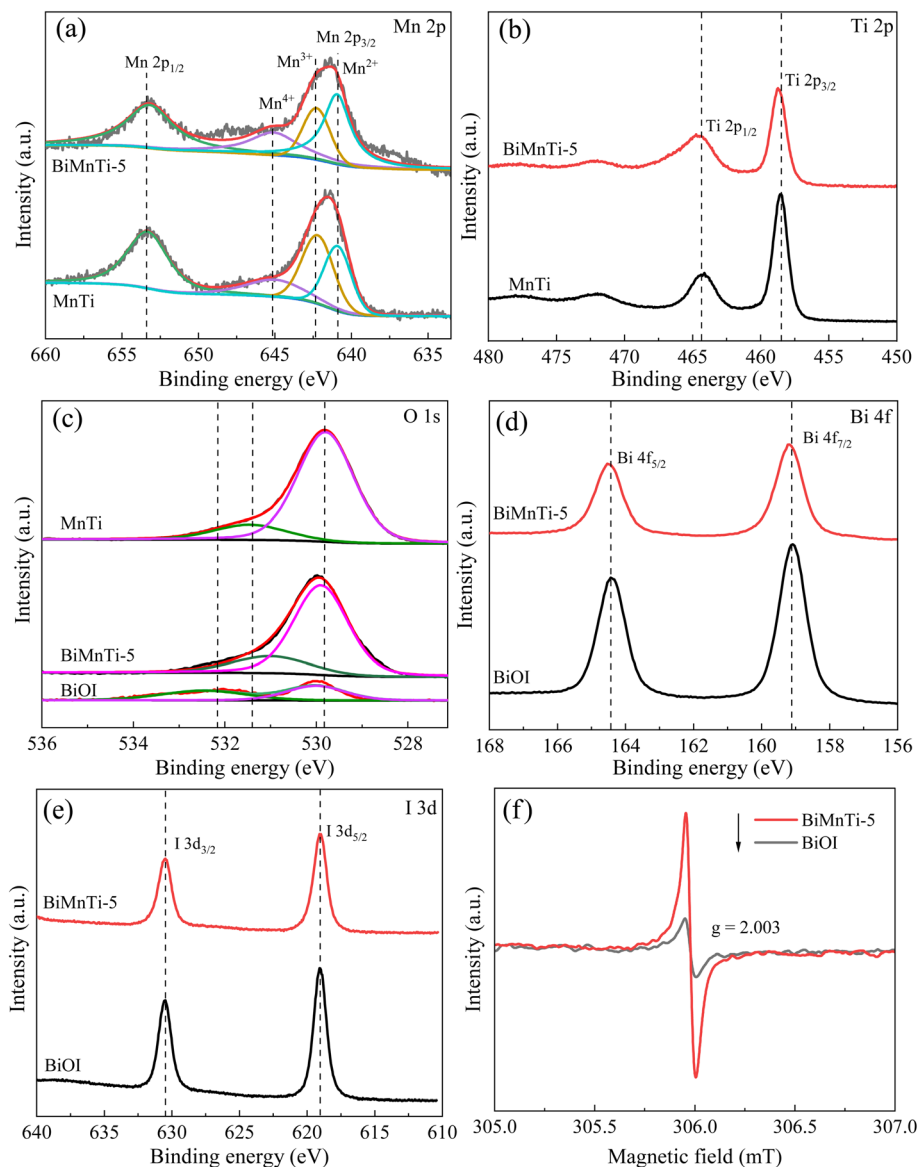 (a)
Mn 2p
Mn 2p3/2
Mn 2p1/2
Mn3+
Mn2+
Mn4+
BiMnTi-5
MnTi
Intensity (a.u.)
660 655 650 645 640 635
Binding energy (eV)
(b)
Ti 2p
Ti 2p3/2
Ti 2p1/2
BiMnTi-5
MnTi
Intensity (a.u.)
480 475 470 465 460 455 450
Binding energy (eV)
(c)
O 1s
MnTi
BiMnTi-5
BiOI
Intensity (a.u.)
536 534 532 530 528
Binding energy (eV)
(d)
Bi 4f
Bi 4f7/2
Bi 4f5/2
BiMnTi-5
BiOI
Intensity (a.u.)
168 166 164 162 160 158 156
Binding energy (eV)
(e)
I 3d
I 3d3/2
I 3d5/2
BiMnTi-5
BiOI
Intensity (a.u.)
640 635 630 625 620 615 610
Binding energy (eV)
(f)
BiMnTi-5
BiOI
g = 2.003
Intensity (a.u.)
305.0 305.5 306.0 306.5 307.0
Magnetic field (mT)